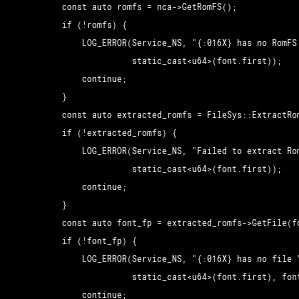 const auto romfs = nca->GetRomFS();
if (!romfs) {
LOG_ERROR(Service_NS, "{:016X} has no RomFS
static_cast<u64>(font.first));
continue;
}
const auto extracted_romfs = FileSys::ExtractRom
if (!extracted_romfs) {
LOG_ERROR(Service_NS, "Failed to extract Rom
static_cast<u64>(font.first));
continue;
}
const auto font_fp = extracted_romfs->GetFile(fo
if (!font_fp) {
LOG_ERROR(Service_NS, "{:016X} has no file
static_cast<u64>(font.first), font
continue;